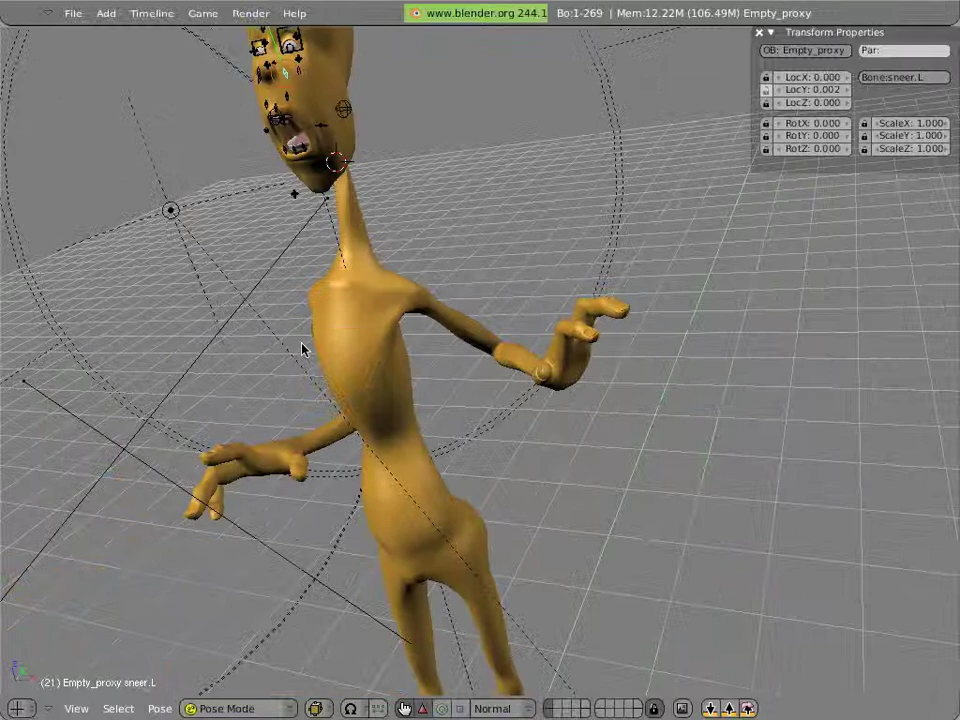 File Add Timeline Game Render Help www.blender.org 244.1 Bo:1-269 | Mem:12.22M (106.49M) Empty_proxy
Transform Properties
OB: Empty_proxy Par:
LocX: 0.000 Bone:sneer.L
LocY: 0.002
LocZ: 0.000
RotX: 0.000 ScaleX: 1.000
RotY: 0.000 ScaleY: 1.000
RotZ: 0.000 ScaleZ: 1.000
(21) Empty_proxy sneer.L
View Select Pose Pose Mode Normal